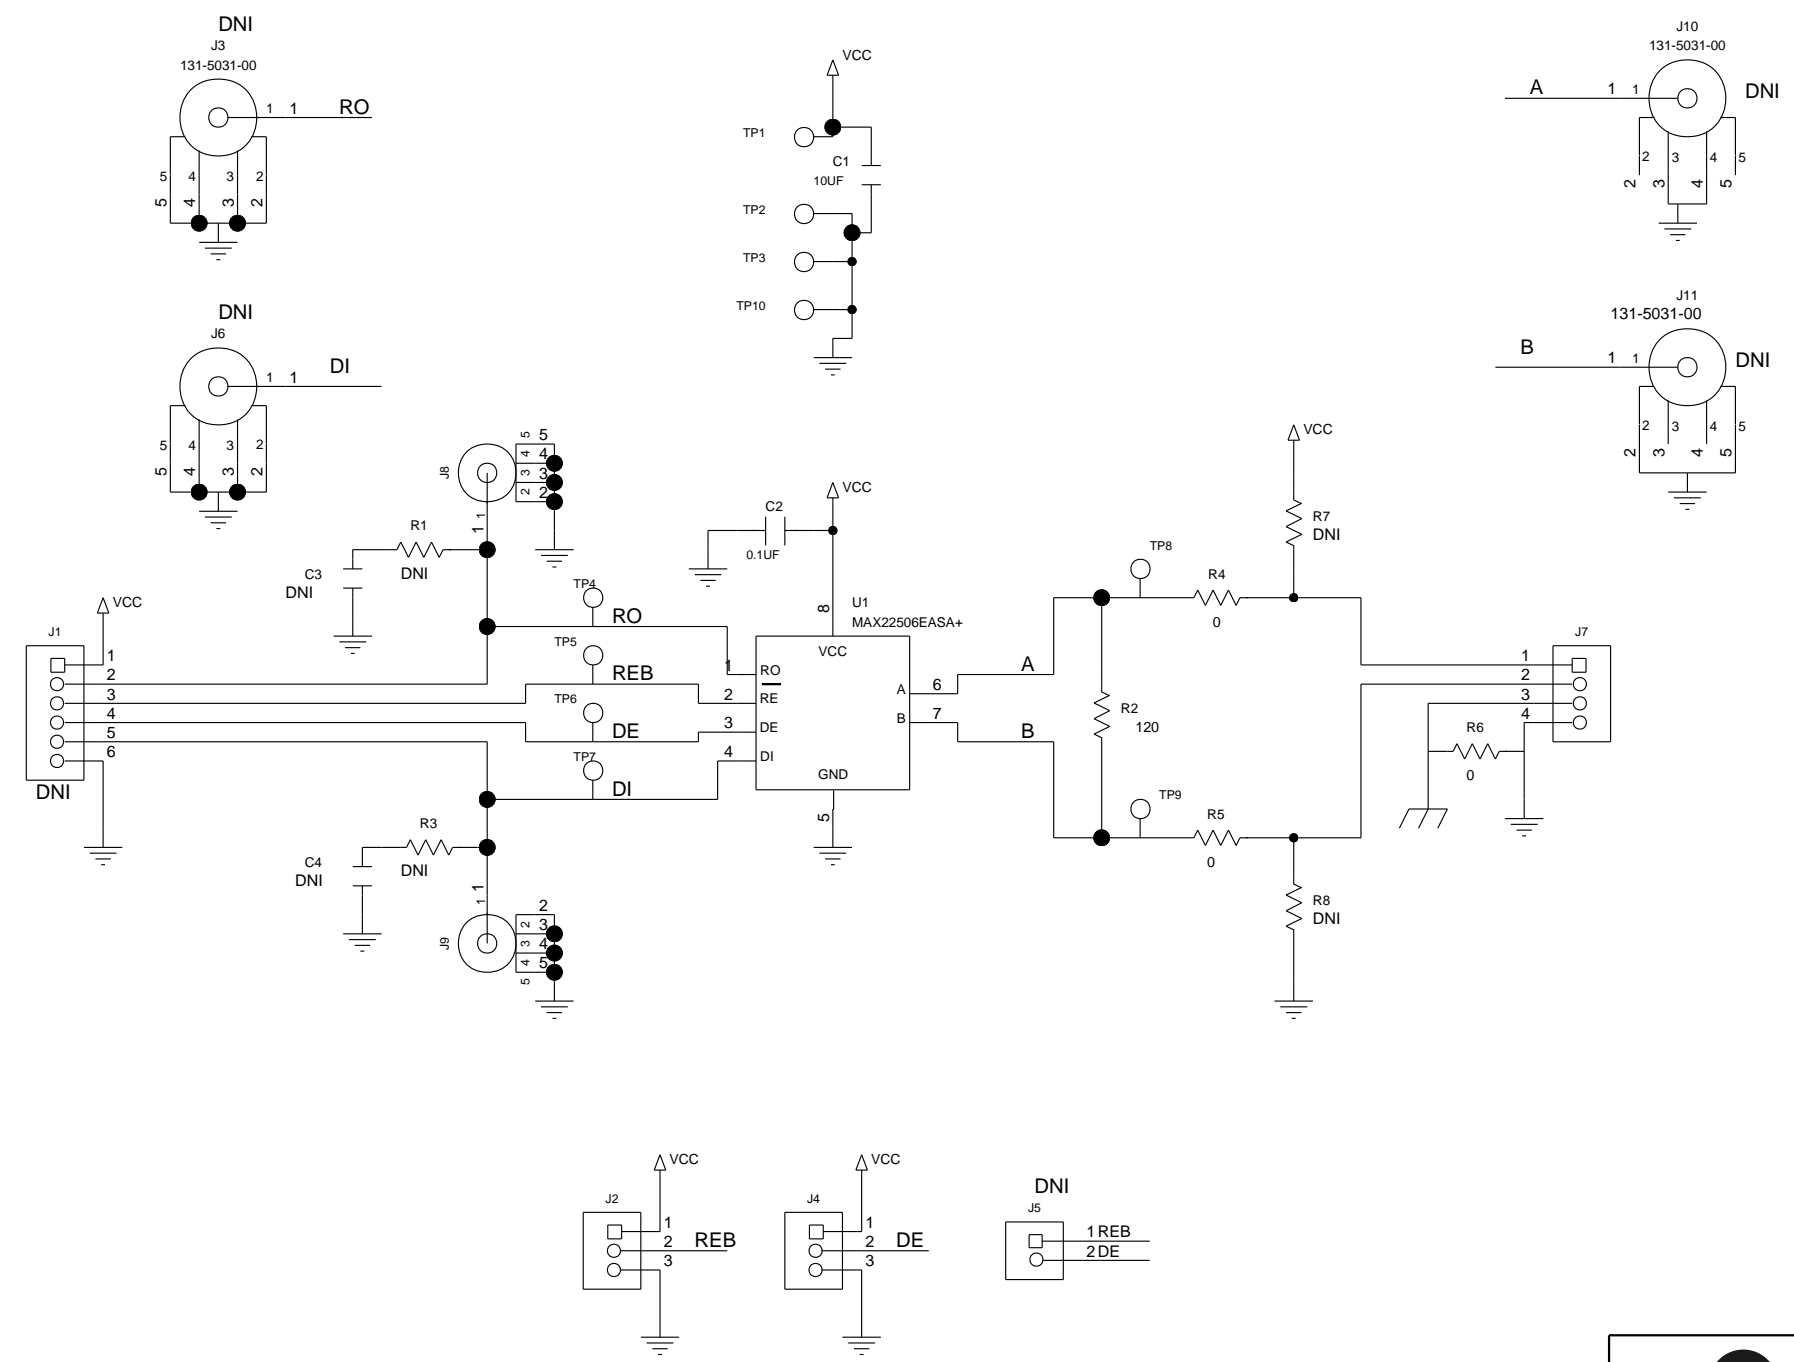 DNI
J3
131-5031-00
1 1 RO
5 4 3 2
5 4 3 2
DNI
J6
1 1 DI
5 4 3 2
5 4 3 2
VCC
TP1
C1
10UF
TP2
TP3
TP10
J10
131-5031-00
A 1 1 DNI
2 3 4 5
2 3 4 5
J11
131-5031-00
B 1 1 DNI
2 3 4 5
2 3 4 5
J8
5 5
4 4
3 3
2 2
1 1
R1
DNI
C3
DNI
VCC
J1
1
2
3
4
5
6
DNI
TP4
RO
TP5
REB
TP6
DE
TP7
DI
R3
DNI
C4
DNI
1 1
J9
2 2
3 3
4 4
5 5
VCC
C2
0.1UF
8
U1
MAX22506EASA+
VCC
1 RO
2 RE
3 DE
4 DI
A 6
B 7
GND
5
A
B
R2
120
TP8
R4
0
TP9
R5
0
VCC
R7
DNI
R8
DNI
J7
1
2
3
4
R6
0
VCC
J2
1
2 REB
3
VCC
J4
1
2 DE
3
DNI
J5
1 REB
2 DE